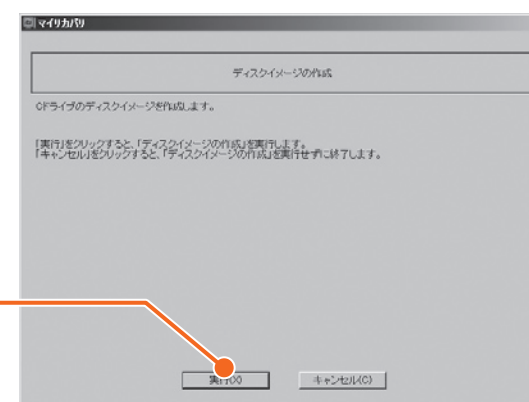 マイリカバリ
ディスクイメージの作成
Cドライブのディスクイメージを作成します。
「実行」をクリックすると、「ディスクイメージの作成」を実行します。
「キャンセル」をクリックすると、「ディスクイメージの作成」を実行せずに終了します。
実行(X)
キャンセル(C)